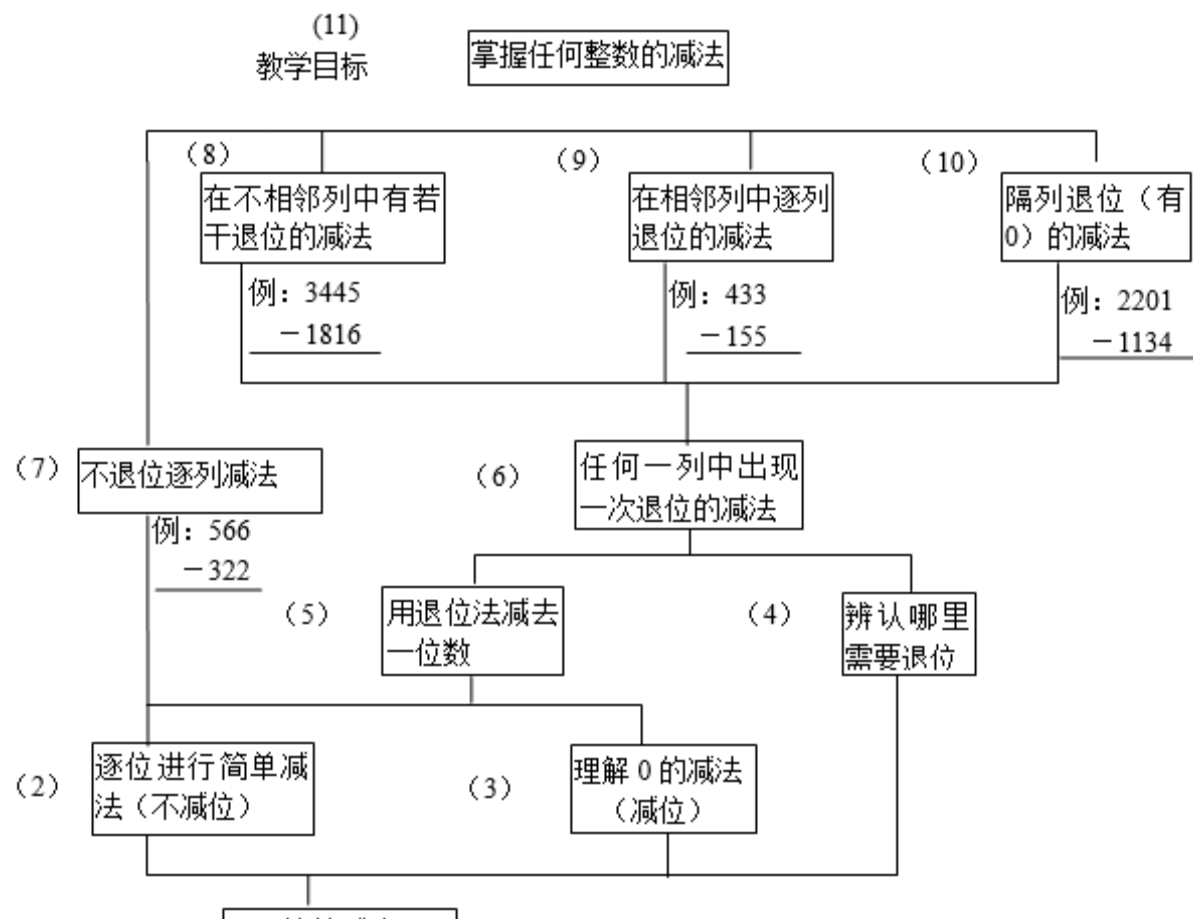 (11)
教学目标
掌握任何整数的减法
（8）
在不相邻列中有若
干退位的减法
例：3445
－1816
（9）
在相邻列中逐列
退位的减法
例：433
－155
（10）
隔列退位（有
0）的减法
例：2201
－1134
（7）
不退位逐列减法
例：566
－322
（6）
任何一列中出现
一次退位的减法
（5）
用退位法减去
一位数
（4）
辨认哪里
需要退位
（2）
逐位进行简单减
法（不减位）
（3）
理解 0 的减法
（减位）